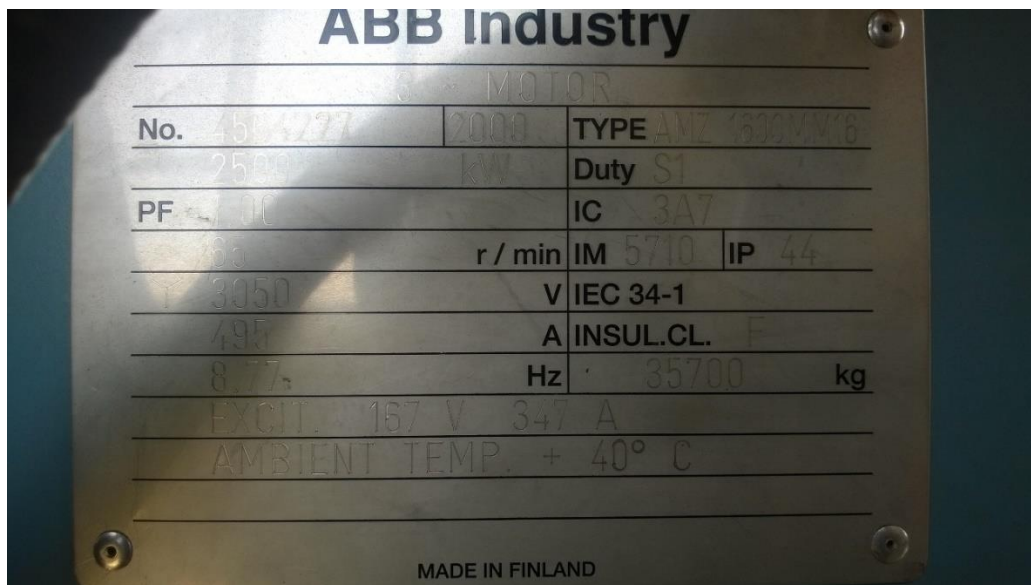 ABB Industry
3 ~ MOTOR
No. 2000 TYPE AMZ
2500 kW Duty S1
PF 1.00 IC 3A7
r / min IM 5710 IP 44
Y 3050 V IEC 34-1
495 A INSUL.CL. F
8.77 Hz 35700 kg
EXCIT. 167 V 347 A
AMBIENT TEMP. + 40° C
MADE IN FINLAND